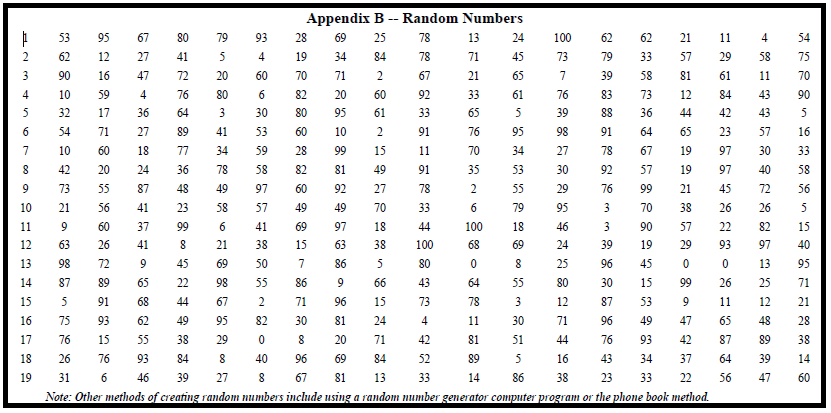 Appendix B -- Random Numbers
1 53 95 67 80 79 93 28 69 25 78 13 24 100 62 62 21 11 4 54
2 62 12 27 41 5 4 19 34 84 78 71 45 73 79 33 57 29 58 75
3 90 16 47 72 20 60 70 71 2 67 21 65 7 39 58 81 61 11 70
4 10 59 4 76 80 6 82 20 60 92 33 61 76 83 73 12 84 43 90
5 32 17 36 64 3 30 80 95 61 33 65 5 39 88 36 44 42 43 5
6 54 71 27 89 41 53 60 10 2 91 76 95 98 91 64 65 23 57 16
7 10 60 18 77 34 59 28 99 15 11 70 34 27 78 67 19 97 30 33
8 42 20 24 36 78 58 82 81 49 91 35 53 30 92 57 19 97 40 58
9 73 55 87 48 49 97 60 92 27 78 2 55 29 76 99 21 45 72 56
10 21 56 41 23 58 57 49 49 70 33 6 79 95 3 70 38 26 26 5
11 9 60 37 99 6 41 69 97 18 44 100 18 46 3 90 57 22 82 15
12 63 26 41 8 21 38 15 63 38 100 68 69 24 39 19 29 93 97 40
13 98 72 9 45 69 50 7 86 5 80 0 8 25 96 45 0 0 13 95
14 87 89 65 22 98 55 86 9 66 43 64 55 80 30 15 99 26 25 71
15 5 91 68 44 67 2 71 96 15 73 78 3 12 87 53 9 11 12 21
16 75 93 62 49 95 82 30 81 24 4 11 30 71 96 49 47 65 48 28
17 76 15 55 38 29 0 8 20 71 42 81 51 44 76 93 42 87 89 38
18 26 76 93 84 8 40 96 69 84 52 89 5 16 43 34 37 64 39 14
19 31 6 46 39 27 8 67 81 13 33 14 86 38 23 33 22 56 47 60
Note: Other methods of creating random numbers include using a random number generator computer program or the phone book method.